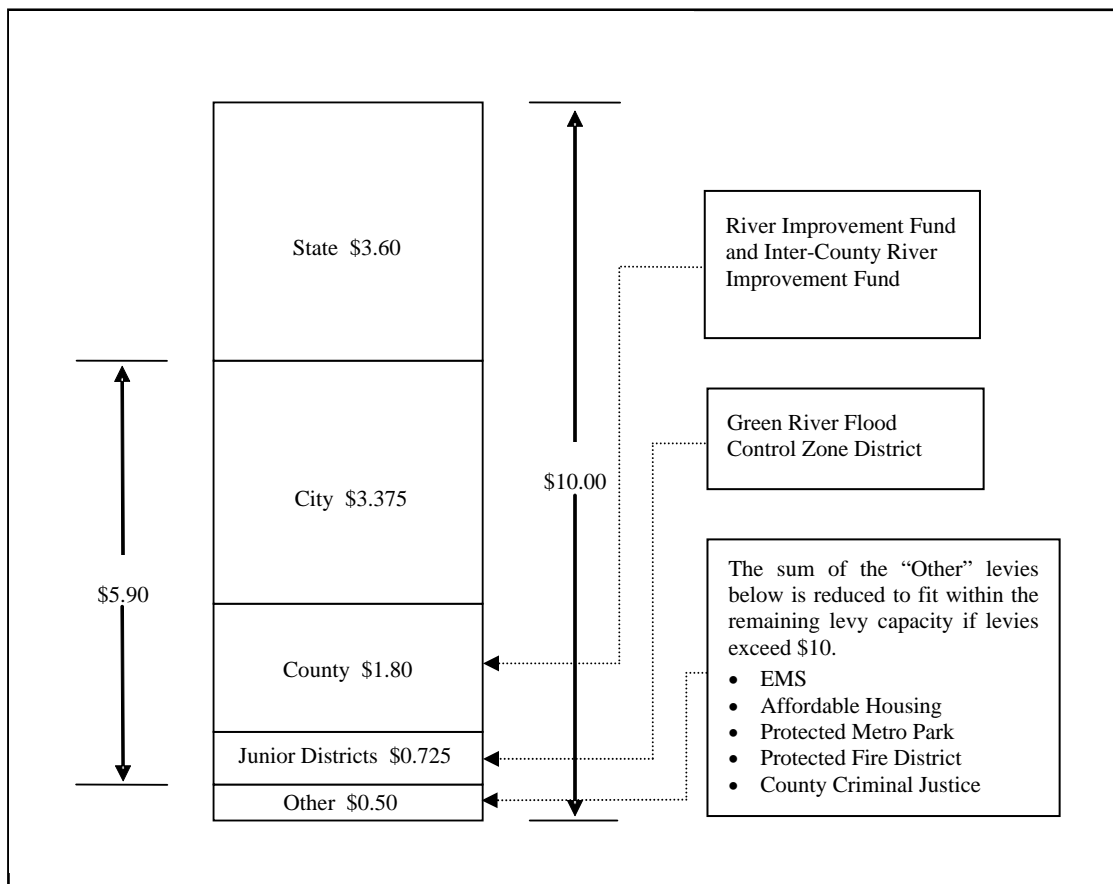 State $3.60
City $3.375
County $1.80
Junior Districts $0.725
Other $0.50
$5.90
$10.00
River Improvement Fund
and Inter-County River
Improvement Fund
Green River Flood
Control Zone District
The sum of the “Other” levies
below is reduced to fit within the
remaining levy capacity if levies
exceed $10.
• EMS
• Affordable Housing
• Protected Metro Park
• Protected Fire District
• County Criminal Justice